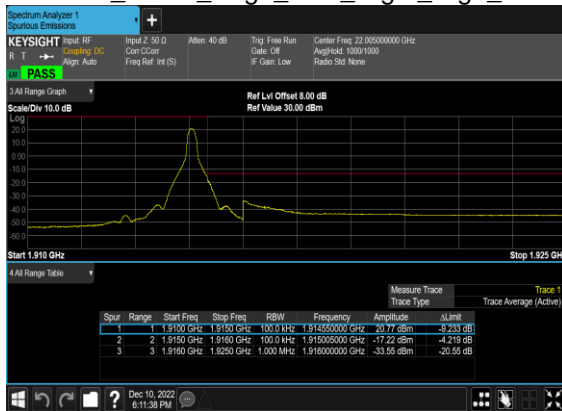 Spectrum Analyzer 1
Spurious Emissions
+
KEYSIGHT Input: RF Input Z: 50 Ω Atten: 40 dB Trig: Free Run Center Freq: 22.005000000 GHz
R T Coupling: DC Corr CCorr Gate: Off Avg|Hold: 1000/1000
Align: Auto Freq Ref: Int (S) IF Gain: Low Radio Std: None
PASS
3 All Range Graph
Ref Lvl Offset 8.00 dB
Scale/Div 10.0 dB Ref Value 30.00 dBm
Log
20.0
10.0
0.00
-10.0
-20.0
-30.0
-40.0
-50.0
-60.0
Start 1.910 GHz Stop 1.925 GH
4 All Range Table
Measure Trace Trace 1
Trace Type Trace Average (Active)
Spur Range Start Freq Stop Freq RBW Frequency Amplitude ΔLimit
1 1 1.9100 GHz 1.9150 GHz 100.0 kHz 1.914550000 GHz 20.77 dBm -9.233 dB
2 2 1.9150 GHz 1.9160 GHz 100.0 kHz 1.915005000 GHz -17.22 dBm -4.219 dB
3 3 1.9160 GHz 1.9250 GHz 1.000 MHz 1.916000000 GHz -33.55 dBm -20.55 dB
? Dec 10, 2022
6:11:38 PM